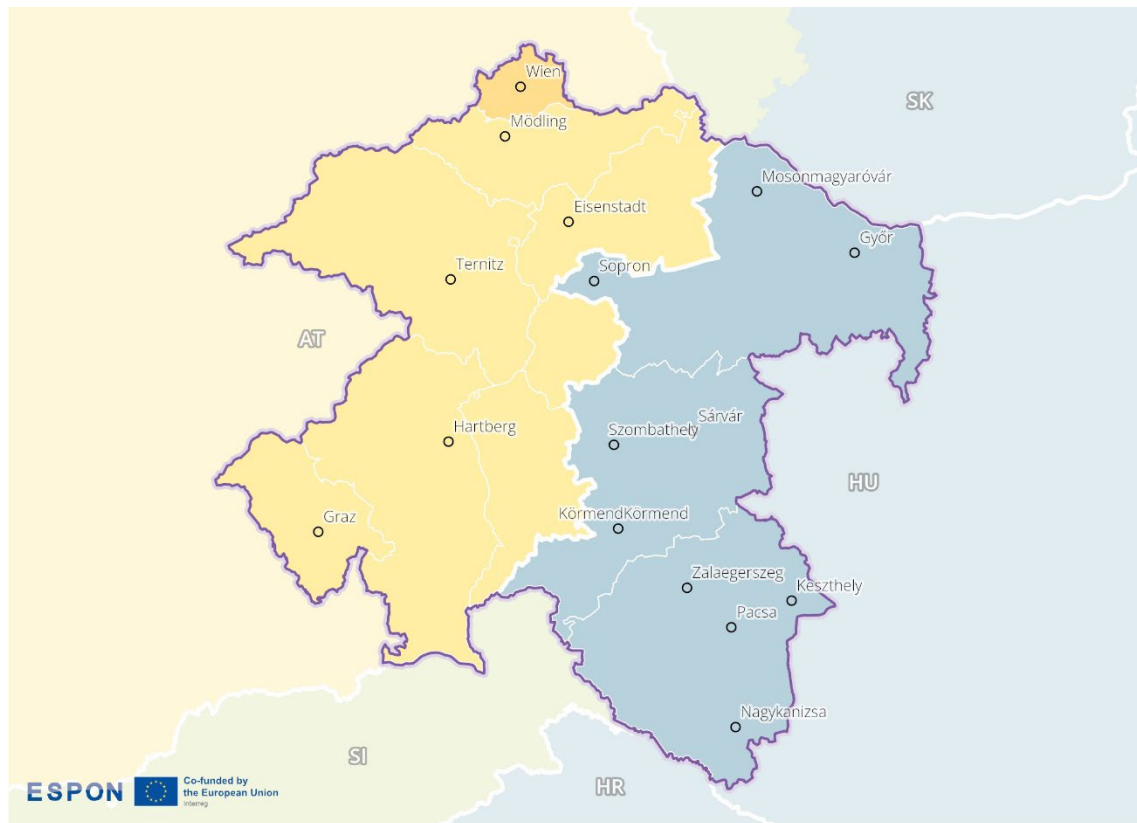 Wien
SK
Mödling
Mosonmagyaróvár
Eisenstadt
Győr
Ternitz
Sopron
AT
Hartberg
Sárvár
Szombathely
HU
Graz
KörmendKörmend
Zalaegerszeg
Keszthely
Pacsa
Nagykanizsa
SI
HR
ESPON
Co-funded by
the European Union
Interreg